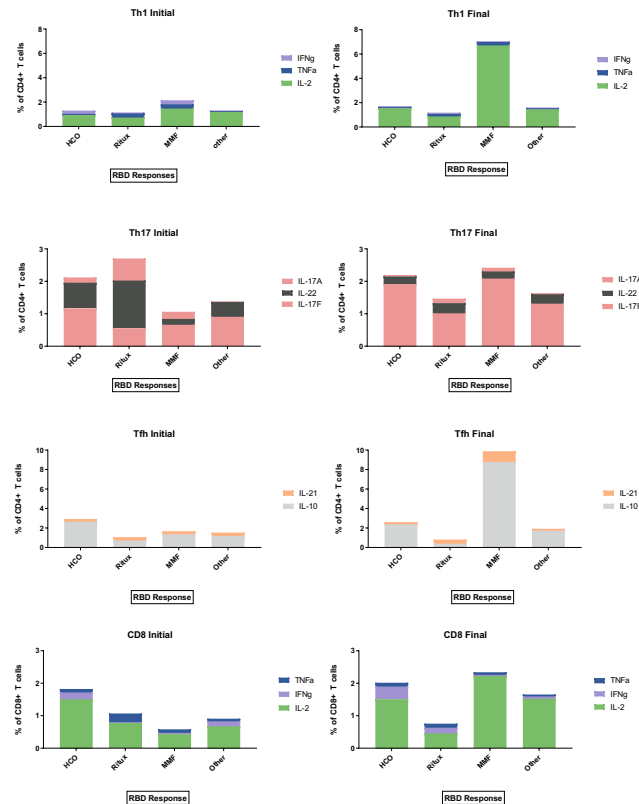 Th1 Initial
% of CD4+ T cells
8
6
4
2
0
HCO
Ritux
MMF
other
IFNg
TNFa
IL-2
RBD Responses
Th1 Final
% of CD4+ T cells
8
6
4
2
0
HCO
Ritux
MMF
Other
IFNg
TNFa
IL-2
RBD Response
Th17 Initial
% of CD4+ T cells
3
2
1
0
HCO
Ritux
MMF
Other
IL-17A
IL-22
IL-17F
RBD Responses
Th17 Final
% of CD4+ T cells
3
2
1
0
HCO
Ritux
MMF
Other
IL-17A
IL-22
IL-17F
RBD Responses
Tfh Initial
% of CD4+ T cells
10
8
6
4
2
0
HCO
Ritux
MMF
Other
IL-21
IL-10
RBD Response
Tfh Final
% of CD4+ T cells
10
8
6
4
2
0
HCO
Ritux
MMF
Other
IL-21
IL-10
RBD Response
CD8 Initial
% of CD8+ T cells
3
2
1
0
HCO
Ritux
MMF
Other
TNFa
IFNg
IL-2
RBD Response
CD8 Final
% of CD8+ T cells
3
2
1
0
HCO
Ritux
MMF
Other
TNFa
IFNg
IL-2
RBD Response